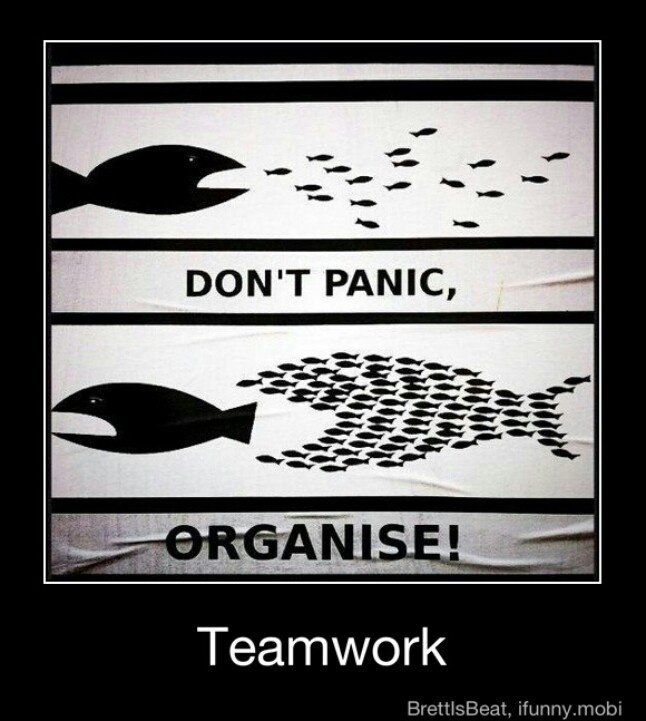 DON'T PANIC,
ORGANISE!
Teamwork
BrettIsBeat, ifunny.mobi